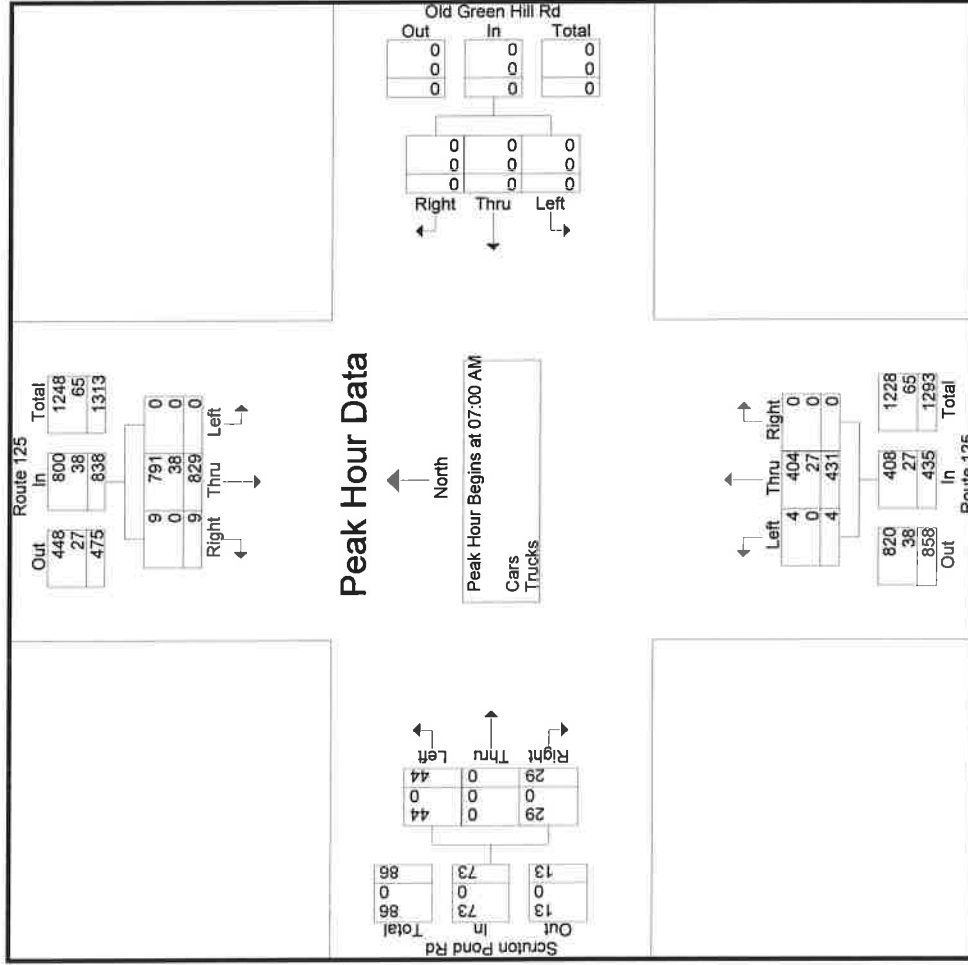 Old Green Hill Rd
Out In Total
0 0 0
0 0 0
0 0 0
0 0 0
0 0 0
0 0 0
Right Thru Left
Route 125
Out In Total
448 800 1248
27 38 65
475 838 1313
9 791 0
0 38 0
9 829 0
Right Thru Left
Peak Hour Data
North
Peak Hour Begins at 07:00 AM
Cars
Trucks
Left Thru Right
4 404 0
0 27 0
4 431 0
820 408 1228
38 27 65
858 435 1293
Out In Total
Route 125
Left Thru Right
44 0 29
0 0 0
44 0 29
86 73 13
0 0 0
86 73 13
Total In Out
Scruton Pond Rd